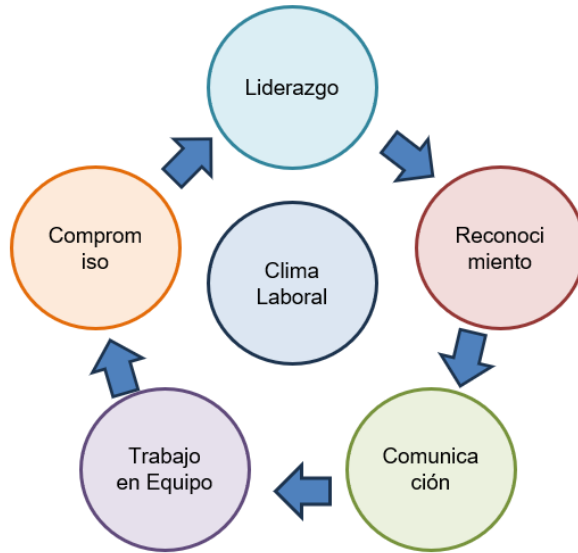 Liderazgo
Reconoci
miento
Comunica
ción
Trabajo
en Equipo
Comprom
iso
Clima
Laboral